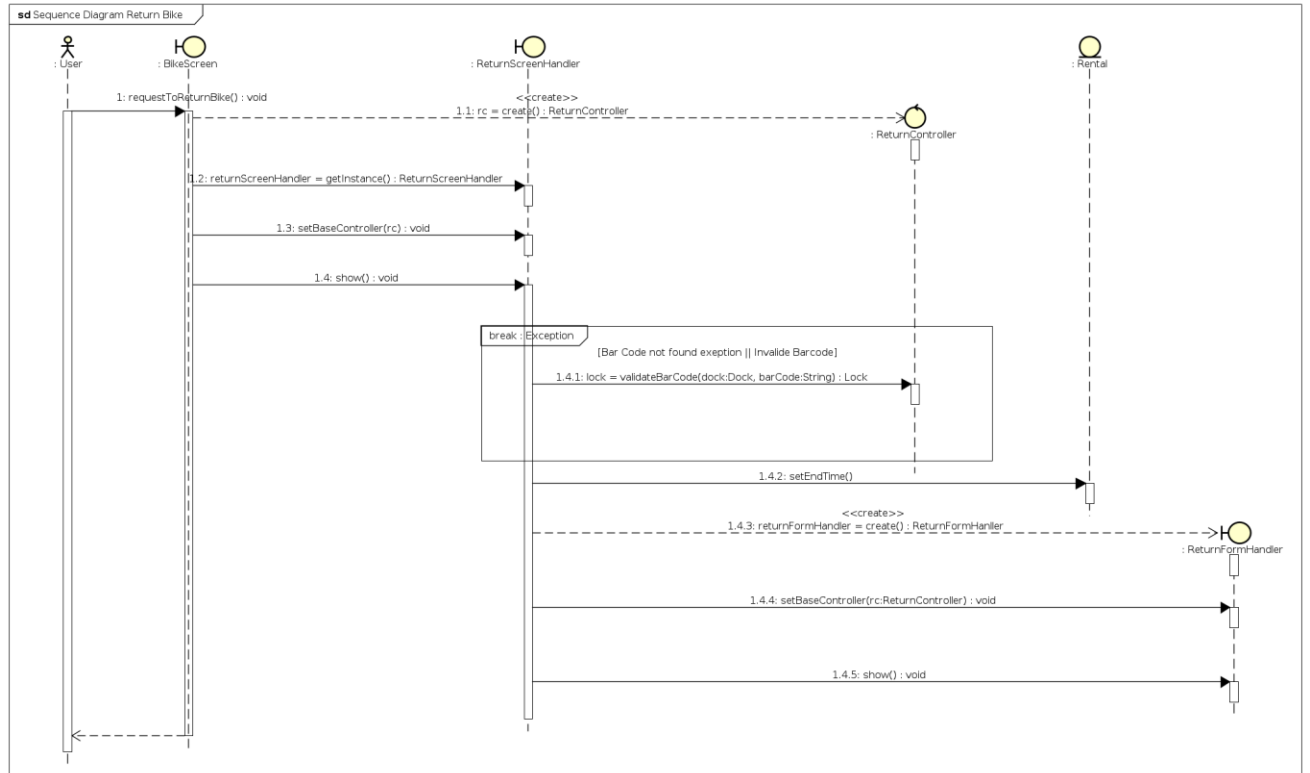 sd Sequence Diagram Return Bike
: User
: BikeScreen
: ReturnScreenHandler
: Rental
1: requestToReturnBike() : void
<<create>>
1.1: rc = create() : ReturnController
: ReturnController
1.2: returnScreenHandler = getInstance() : ReturnScreenHandler
1.3: setBaseController(rc) : void
1.4: show() : void
break : Exception
[Bar Code not found exeption || Invalide Barcode]
1.4.1: lock = validateBarCode(dock:Dock, barCode:String) : Lock
1.4.2: setEndTime()
<<create>>
1.4.3: returnFormHandler = create() : ReturnFormHanller
: ReturnFormHandler
1.4.4: setBaseController(rc:ReturnController) : void
1.4.5: show() : void